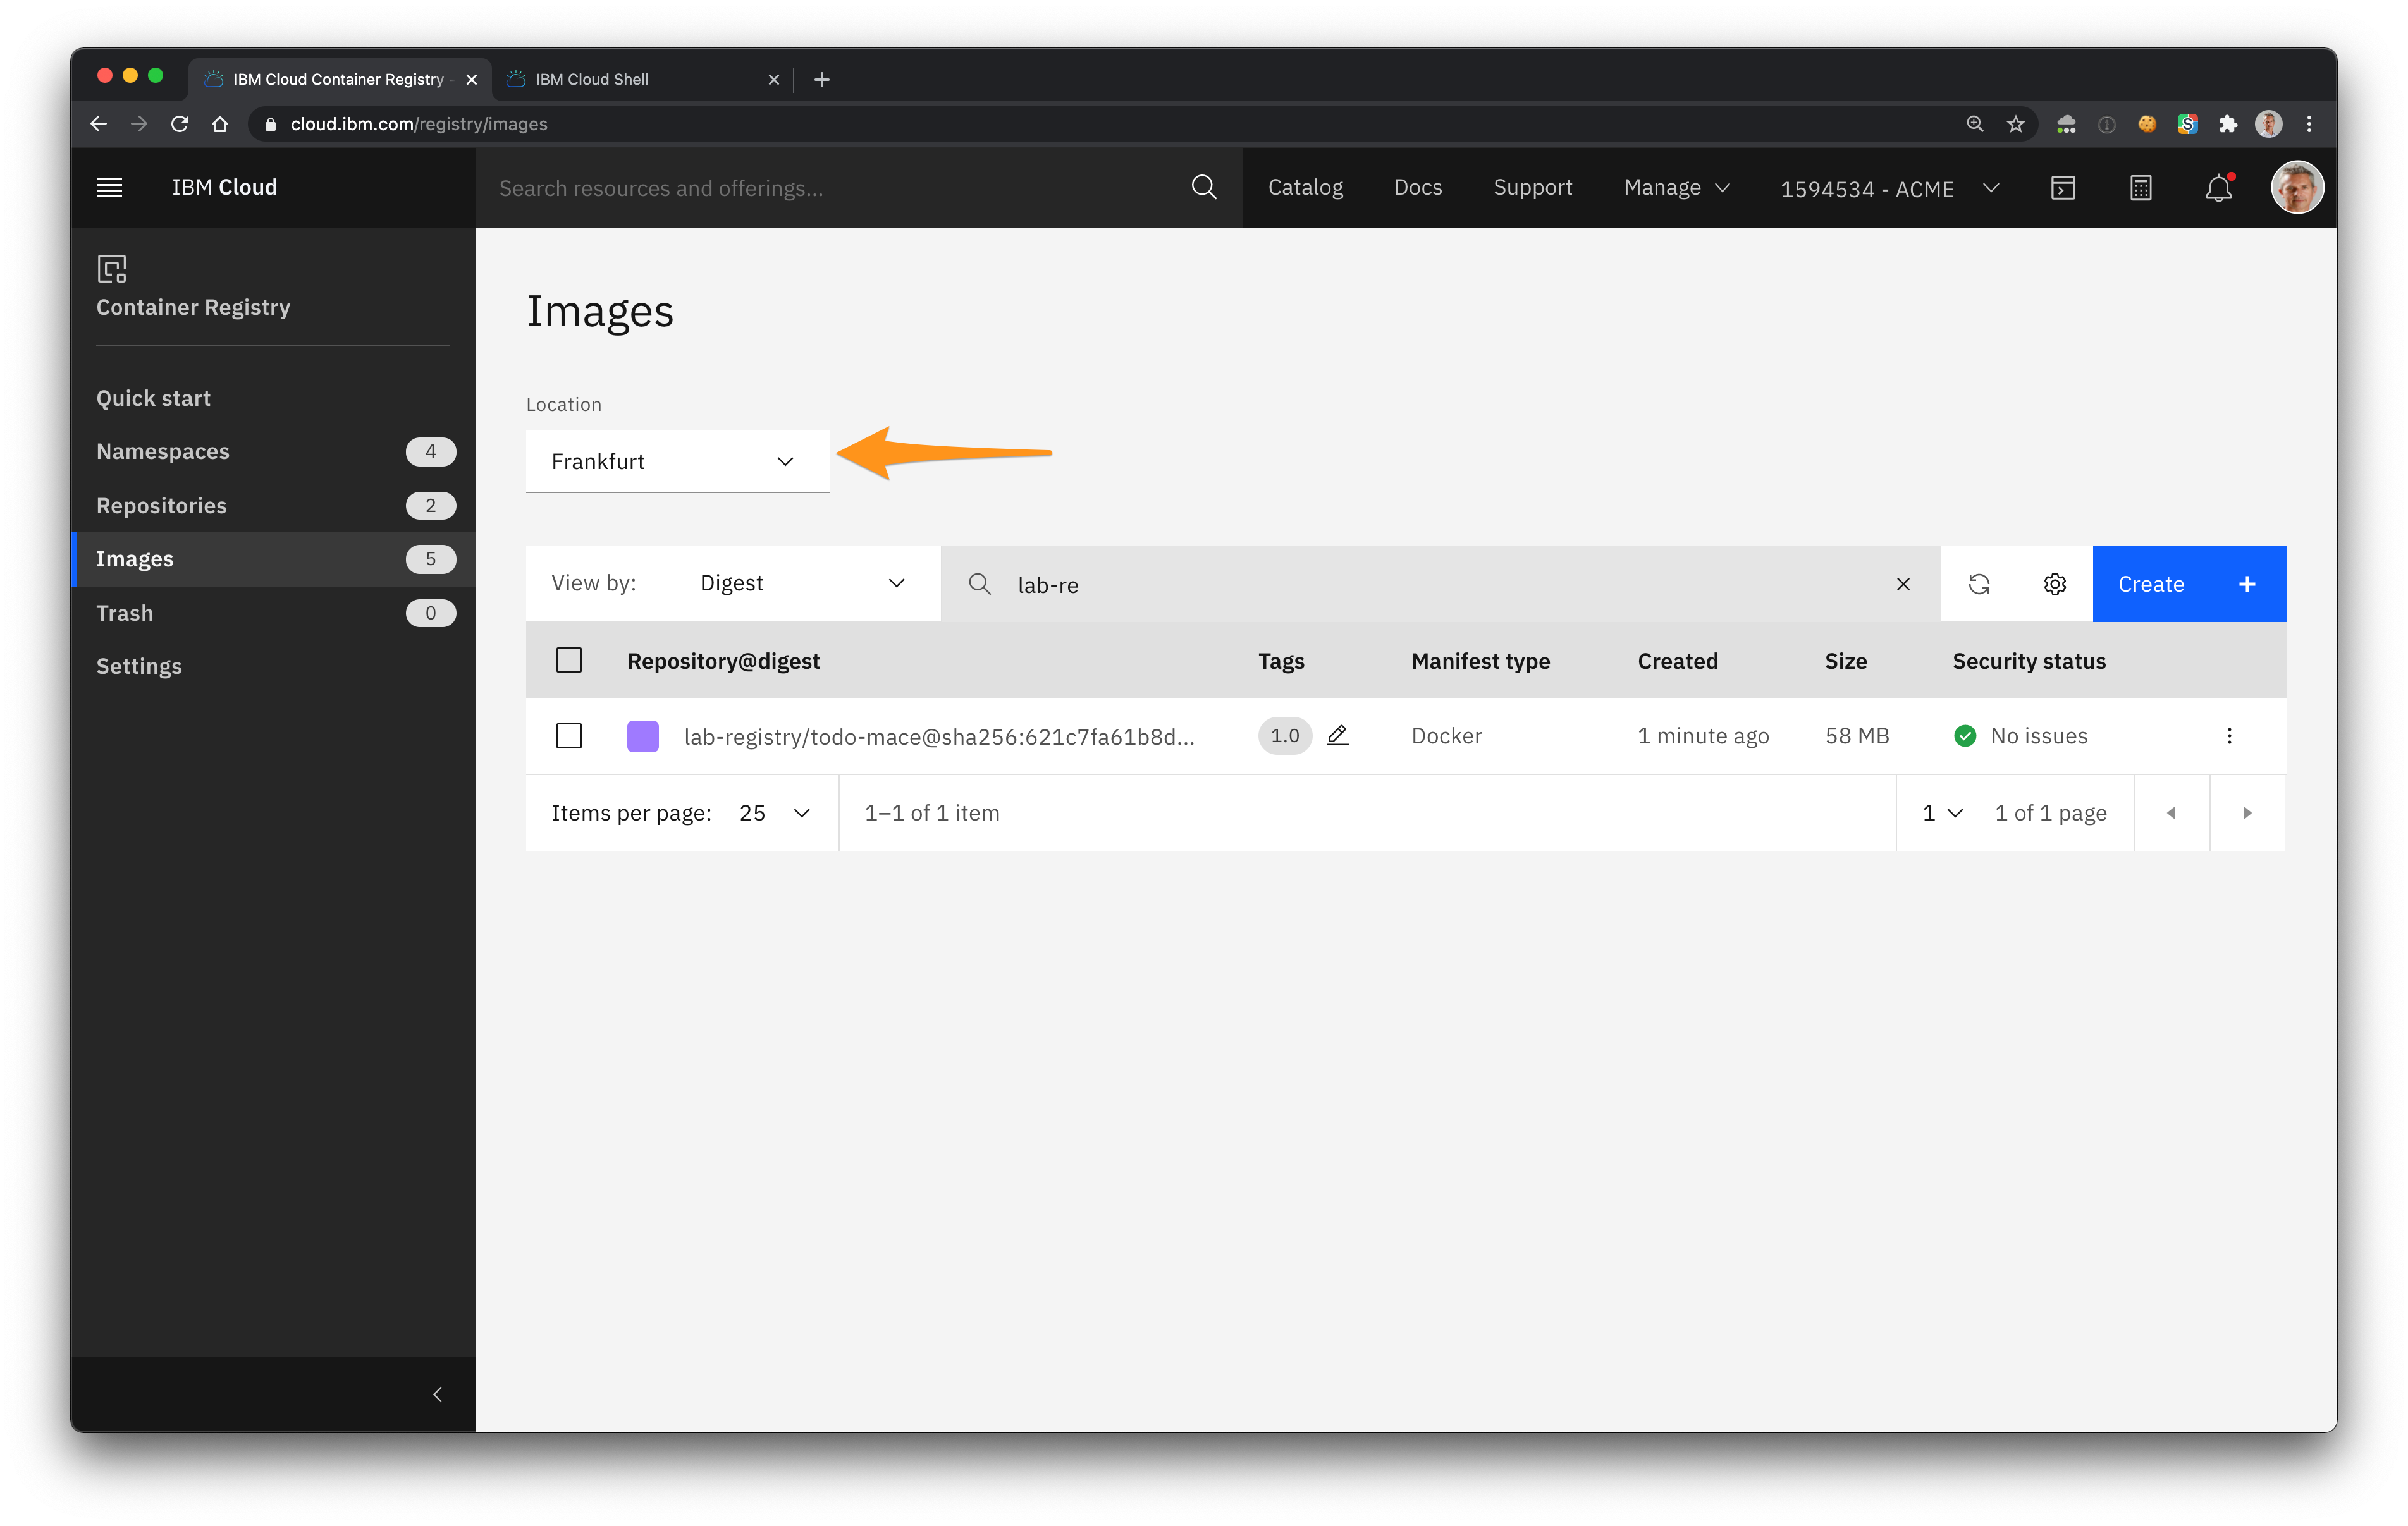 IBM Cloud Container Registry -
IBM Cloud Shell
cloud.ibm.com/registry/images
IBM Cloud
Search resources and offerings...
Catalog
Docs
Support
Manage
1594534 - ACME
Container Registry
Quick start
Namespaces 4
Repositories 2
Images 5
Trash 0
Settings
Images
Location
Frankfurt
View by: Digest
lab-re
Create +
Repository@digest Tags Manifest type Created Size Security status
lab-registry/todo-mace@sha256:621c7fa61b8d... 1.0 Docker 1 minute ago 58 MB No issues
Items per page: 25 1–1 of 1 item 1 1 of 1 page